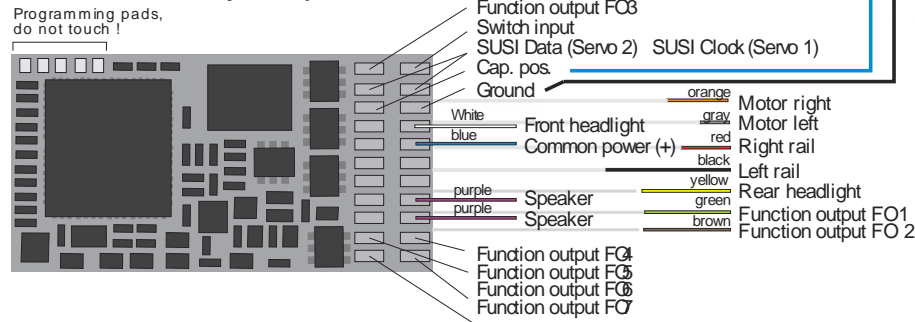 Programming pads,
do not touch !
Function output FO3
Switch input
SUSI Data (Servo 2) SUSI Clock (Servo 1)
Cap. pos.
Ground
orange
Motor right
White
gray
Front headlight
Motor left
blue
red
Common power (+)
Right rail
black
Left rail
yellow
Rear headlight
purple
Speaker
green
Function output FO1
purple
Speaker
brown
Function output FO 2
Function output FO4
Function output FO5
Function output FO6
Function output FO7